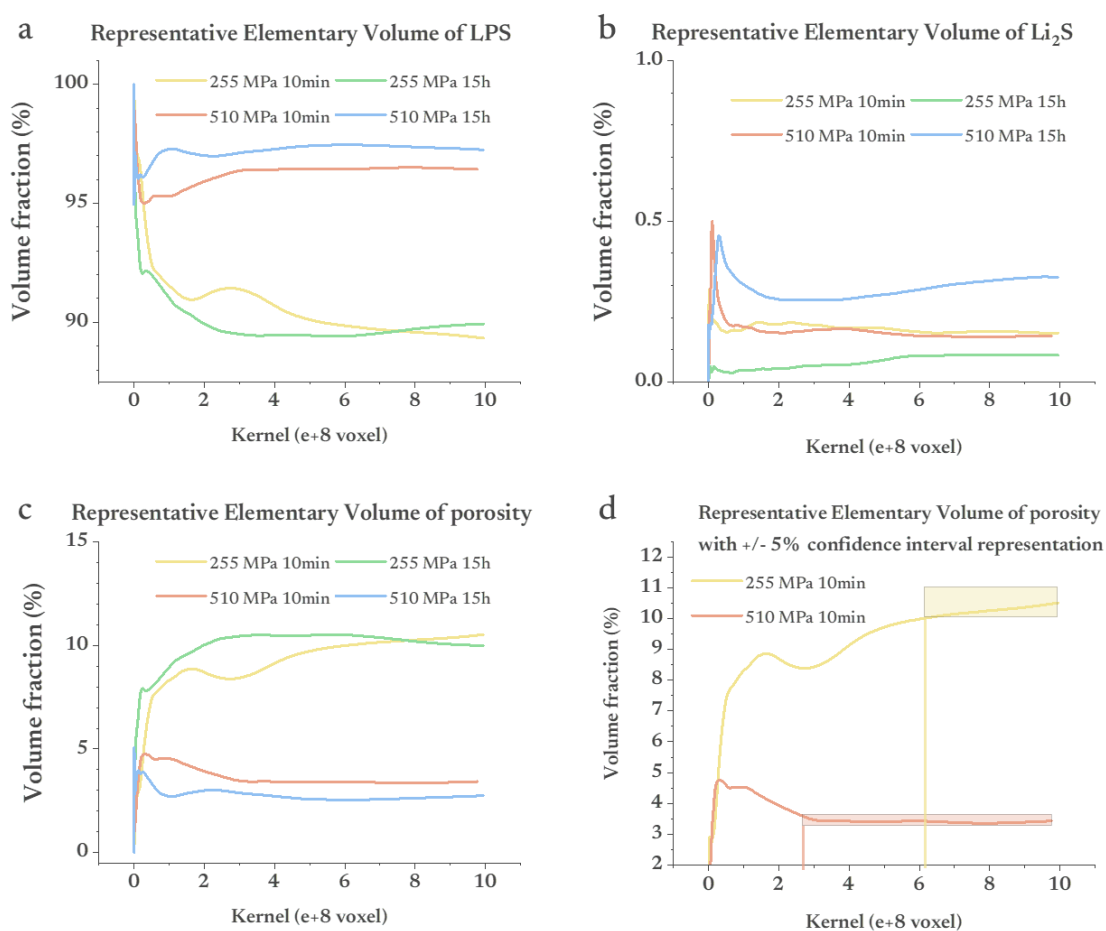 a
Representative Elementary Volume of LPS
255 MPa 10min
255 MPa 15h
510 MPa 10min
510 MPa 15h
Volume fraction (%)
100
95
90
0 2 4 6 8 10
Kernel (e+8 voxel)
b
Representative Elementary Volume of Li₂S
255 MPa 10min
255 MPa 15h
510 MPa 10min
510 MPa 15h
Volume fraction (%)
1.0
0.5
0.0
0 2 4 6 8 10
Kernel (e+8 voxel)
c
Representative Elementary Volume of porosity
255 MPa 10min
255 MPa 15h
510 MPa 10min
510 MPa 15h
Volume fraction (%)
15
10
5
0
0 2 4 6 8 10
Kernel (e+8 voxel)
d
Representative Elementary Volume of porosity
with +/- 5% confidence interval representation
255 MPa 10min
510 MPa 10min
Volume fraction (%)
12
11
10
9
8
7
6
5
4
3
2
0 2 4 6 8 10
Kernel (e+8 voxel)